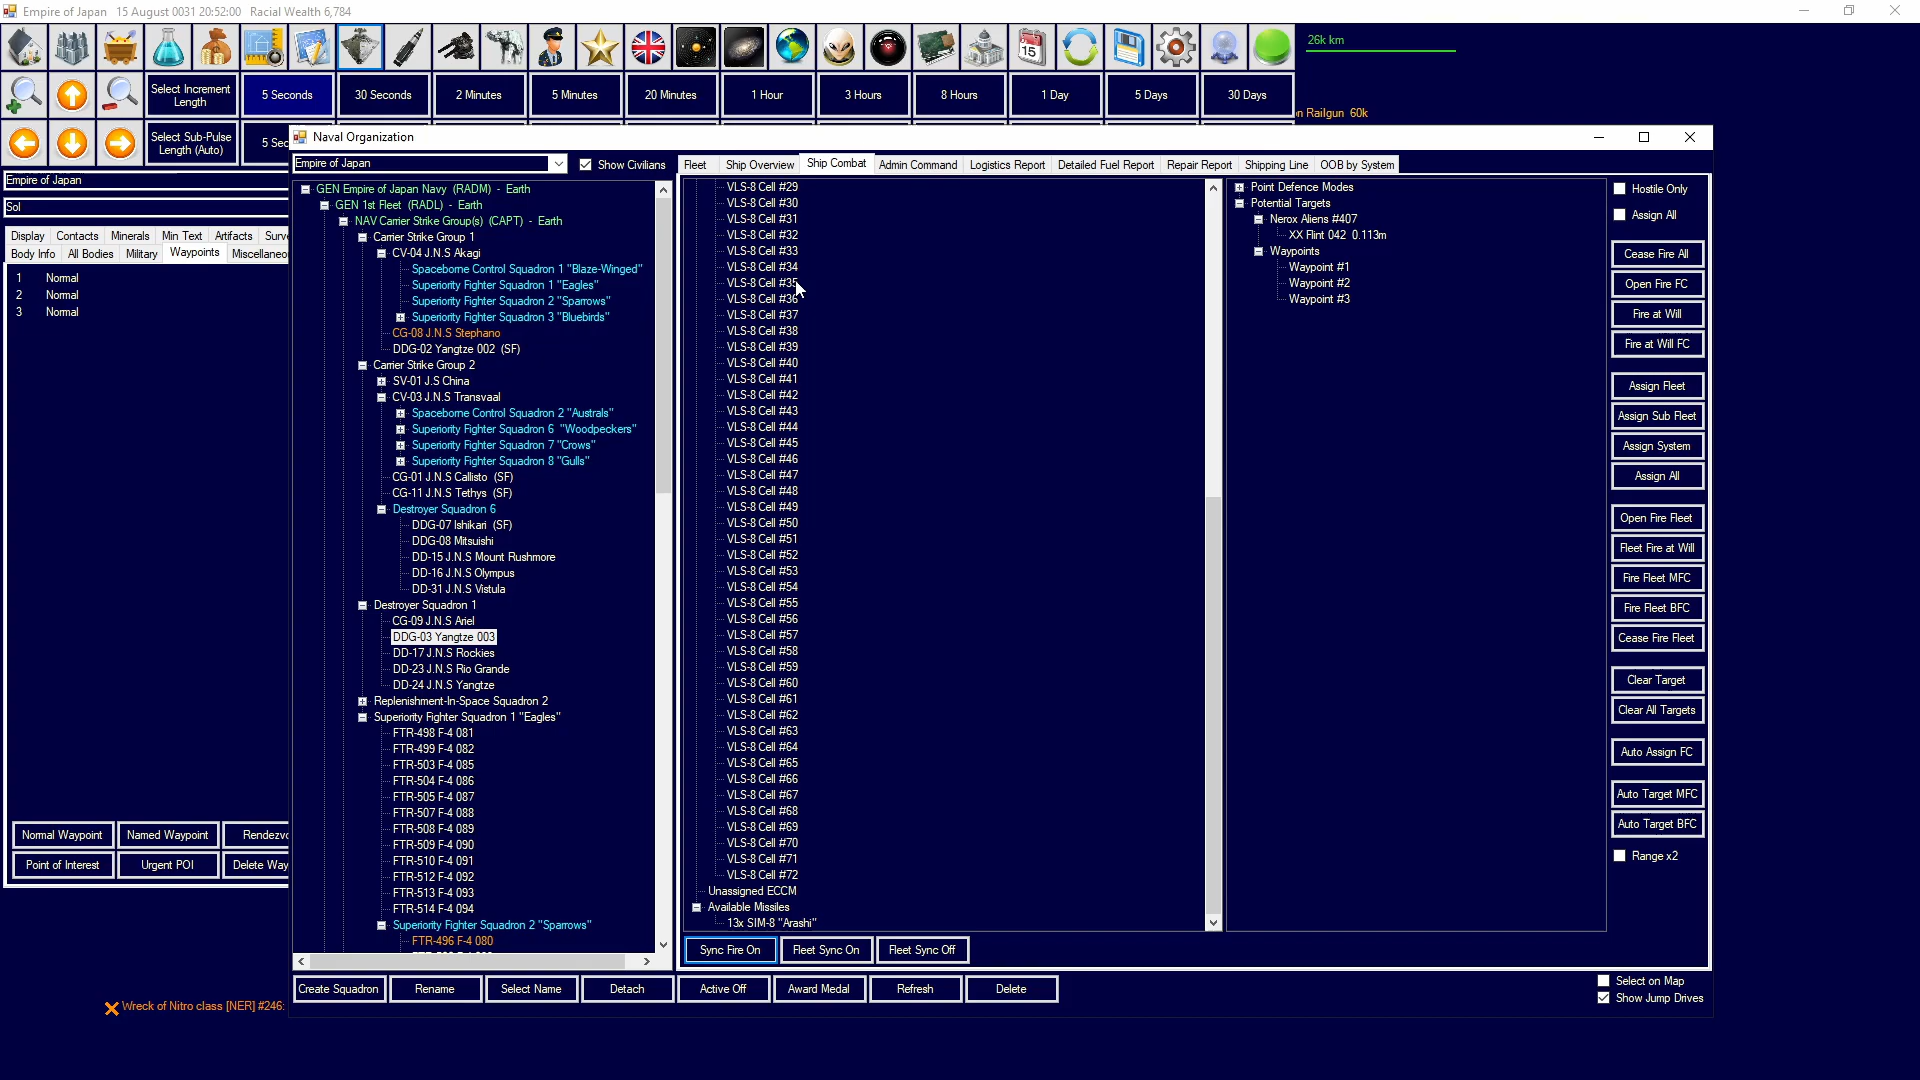 Empire of Japan   15 August 0031 20:52:00   Racial Wealth 6,784
26k km
Select Increment Length
5 Seconds
30 Seconds
2 Minutes
5 Minutes
20 Minutes
1 Hour
3 Hours
8 Hours
1 Day
5 Days
30 Days
n Railgun  60k
Select Sub-Pulse Length (Auto)
5 Sec
Naval Organization
Empire of Japan
Sol
Display
Contacts
Minerals
Min Text
Artifacts
Surve
Body Info
All Bodies
Military
Waypoints
Miscellaneo
1 Normal
2 Normal
3 Normal
Normal Waypoint
Named Waypoint
Rendezvo
Point of Interest
Urgent POI
Delete Way
Wreck of Nitro class [NER] #246:
Empire of Japan
Show Civilians
GEN Empire of Japan Navy  (RADM)  -  Earth
GEN 1st Fleet  (RADL)  -  Earth
NAV Carrier Strike Group(s)  (CAPT)  -  Earth
Carrier Strike Group 1
CV-04 J.N.S Akagi
Spaceborne Control Squadron 1 "Blaze-Winged"
Superiority Fighter Squadron 1 "Eagles"
Superiority Fighter Squadron 2 "Sparrows"
Superiority Fighter Squadron 3 "Bluebirds"
CG-08 J.N.S Stephano
DDG-02 Yangtze 002  (SF)
Carrier Strike Group 2
SV-01 J.S China
CV-03 J.N.S Transvaal
Spaceborne Control Squadron 2 "Australs"
Superiority Fighter Squadron 6  "Woodpeckers"
Superiority Fighter Squadron 7 "Crows"
Superiority Fighter Squadron 8 "Gulls"
CG-01 J.N.S Callisto  (SF)
CG-11 J.N.S Tethys  (SF)
Destroyer Squadron 6
DDG-07 Ishikari  (SF)
DDG-08 Mitsuishi
DD-15 J.N.S Mount Rushmore
DD-16 J.N.S Olympus
DD-31 J.N.S Vistula
Destroyer Squadron 1
CG-09 J.N.S Ariel
DDG-03 Yangtze 003
DD-17 J.N.S Rockies
DD-23 J.N.S Rio Grande
DD-24 J.N.S Yangtze
Replenishment-In-Space Squadron 2
Superiority Fighter Squadron 1 "Eagles"
FTR-498 F-4 081
FTR-499 F-4 082
FTR-503 F-4 085
FTR-504 F-4 086
FTR-505 F-4 087
FTR-507 F-4 088
FTR-508 F-4 089
FTR-509 F-4 090
FTR-510 F-4 091
FTR-512 F-4 092
FTR-513 F-4 093
FTR-514 F-4 094
Superiority Fighter Squadron 2 "Sparrows"
FTR-496 F-4 080
Fleet
Ship Overview
Ship Combat
Admin Command
Logistics Report
Detailed Fuel Report
Repair Report
Shipping Line
OOB by System
VLS-8 Cell #29
VLS-8 Cell #30
VLS-8 Cell #31
VLS-8 Cell #32
VLS-8 Cell #33
VLS-8 Cell #34
VLS-8 Cell #35
VLS-8 Cell #36
VLS-8 Cell #37
VLS-8 Cell #38
VLS-8 Cell #39
VLS-8 Cell #40
VLS-8 Cell #41
VLS-8 Cell #42
VLS-8 Cell #43
VLS-8 Cell #44
VLS-8 Cell #45
VLS-8 Cell #46
VLS-8 Cell #47
VLS-8 Cell #48
VLS-8 Cell #49
VLS-8 Cell #50
VLS-8 Cell #51
VLS-8 Cell #52
VLS-8 Cell #53
VLS-8 Cell #54
VLS-8 Cell #55
VLS-8 Cell #56
VLS-8 Cell #57
VLS-8 Cell #58
VLS-8 Cell #59
VLS-8 Cell #60
VLS-8 Cell #61
VLS-8 Cell #62
VLS-8 Cell #63
VLS-8 Cell #64
VLS-8 Cell #65
VLS-8 Cell #66
VLS-8 Cell #67
VLS-8 Cell #68
VLS-8 Cell #69
VLS-8 Cell #70
VLS-8 Cell #71
VLS-8 Cell #72
Unassigned ECCM
Available Missiles
13x SIM-8 "Arashi"
Sync Fire On
Fleet Sync On
Fleet Sync Off
Point Defence Modes
Potential Targets
Nerox Aliens #407
XX Flint 042  0.113m
Waypoints
Waypoint #1
Waypoint #2
Waypoint #3
Hostile Only
Assign All
Cease Fire All
Open Fire FC
Fire at Will
Fire at Will FC
Assign Fleet
Assign Sub Fleet
Assign System
Assign All
Open Fire Fleet
Fleet Fire at Will
Fire Fleet MFC
Fire Fleet BFC
Cease Fire Fleet
Clear Target
Clear All Targets
Auto Assign FC
Auto Target MFC
Auto Target BFC
Range x2
Create Squadron
Rename
Select Name
Detach
Active Off
Award Medal
Refresh
Delete
Select on Map
Show Jump Drives